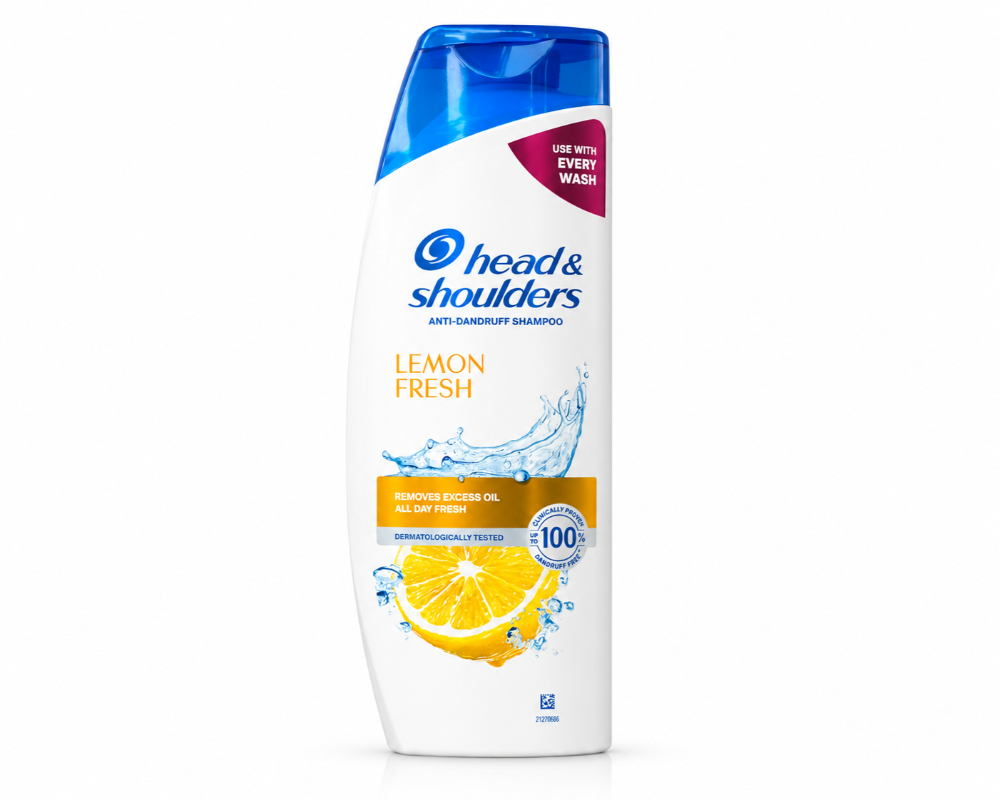 USE WITH
EVERY
WASH
head &
shoulders
ANTI-DANDRUFF SHAMPOO
LEMON
FRESH
REMOVES EXCESS OIL
ALL DAY FRESH
DERMATOLOGICALLY TESTED
CLINICALLY PROVEN
UP TO 100%
DANDRUFF FREE*
21270686